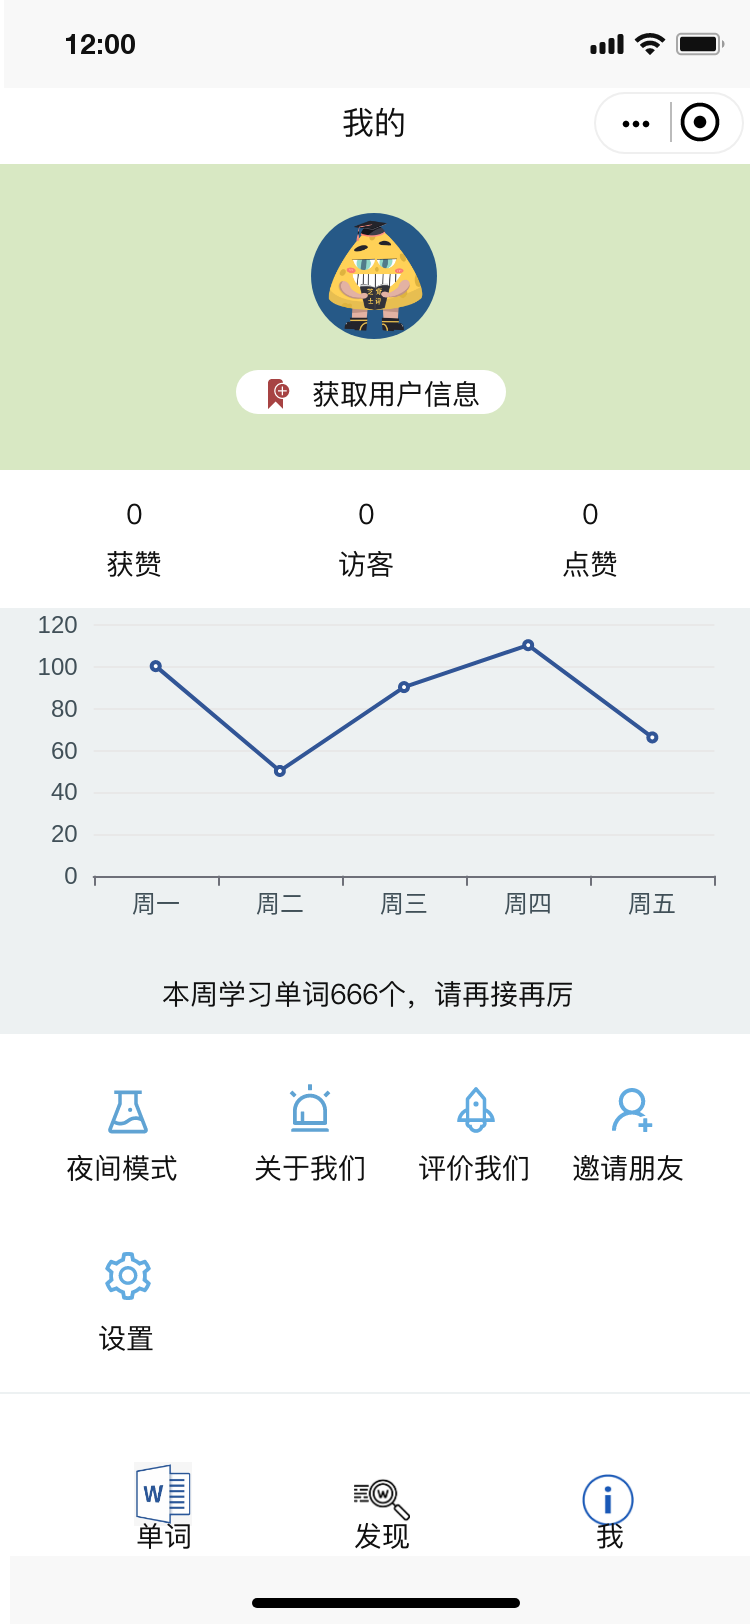 12:00
我的
获取用户信息
0 0 0
获赞 访客 点赞
120
100
80
60
40
20
0
周一 周二 周三 周四 周五
本周学习单词666个，请再接再厉
夜间模式 关于我们 评价我们 邀请朋友
设置
W W i
单词 发现 我